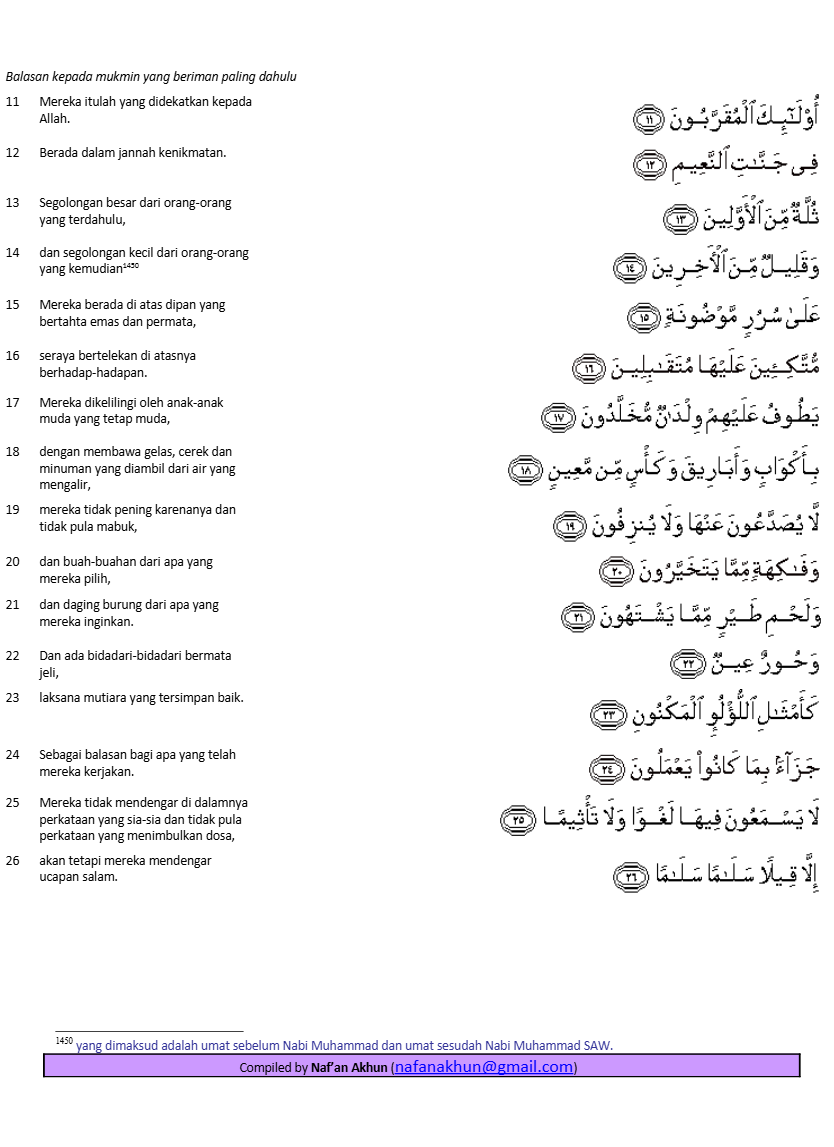 Balasan kepada mukmin yang beriman paling dahulu
11 Mereka itulah yang didekatkan kepada
Allah.
أُوْلَـٰٓئِكَ ٱلْمُقَرَّبُونَ ١١
12 Berada dalam jannah kenikmatan.
فِى جَنَّـٰتِ ٱلنَّعِيمِ ١٢
13 Segolongan besar dari orang-orang
yang terdahulu,
ثُلَّةٌ مِّنَ ٱلْأَوَّلِينَ ١٣
14 dan segolongan kecil dari orang-orang
yang kemudian1450
وَقَلِيلٌ مِّنَ ٱلْأَخِرِينَ ١٤
15 Mereka berada di atas dipan yang
bertahta emas dan permata,
عَلَىٰ سُرُرٍ مَّوْضُونَةٍ ١٥
16 seraya bertelekan di atasnya
berhadap-hadapan.
مُّتَّكِـِٔينَ عَلَيْهَا مُتَقَـٰبِلِينَ ١٦
17 Mereka dikelilingi oleh anak-anak
muda yang tetap muda,
يَطُوفُ عَلَيْهِمْ وِلْدَٰنٌ مُّخَلَّدُونَ ١٧
18 dengan membawa gelas, cerek dan
minuman yang diambil dari air yang
mengalir,
بِأَكْوَابٍ وَأَبَارِيقَ وَكَأْسٍ مِّن مَّعِينٍ ١٨
19 mereka tidak pening karenanya dan
tidak pula mabuk,
لَّا يُصَدَّعُونَ عَنْهَا وَلَا يُنزِفُونَ ١٩
20 dan buah-buahan dari apa yang
mereka pilih,
وَفَـٰكِهَةٍ مِّمَّا يَتَخَيَّرُونَ ٢٠
21 dan daging burung dari apa yang
mereka inginkan.
وَلَحْمِ طَيْرٍ مِّمَّا يَشْتَهُونَ ٢١
22 Dan ada bidadari-bidadari bermata
jeli,
وَحُورٌ عِينٌ ٢٢
23 laksana mutiara yang tersimpan baik.
كَأَمْثَـٰلِ ٱللُّؤْلُؤِ ٱلْمَكْنُونِ ٢٣
24 Sebagai balasan bagi apa yang telah
mereka kerjakan.
جَزَآءًۢ بِمَا كَانُوا۟ يَعْمَلُونَ ٢٤
25 Mereka tidak mendengar di dalamnya
perkataan yang sia-sia dan tidak pula
perkataan yang menimbulkan dosa,
لَا يَسْمَعُونَ فِيهَا لَغْوًا وَلَا تَأْثِيمًا ٢٥
26 akan tetapi mereka mendengar
ucapan salam.
إِلَّا قِيلًا سَلَـٰمًا سَلَـٰمًا ٢٦
1450 yang dimaksud adalah umat sebelum Nabi Muhammad dan umat sesudah Nabi Muhammad SAW.
Compiled by Naf’an Akhun (nafanakhun@gmail.com)